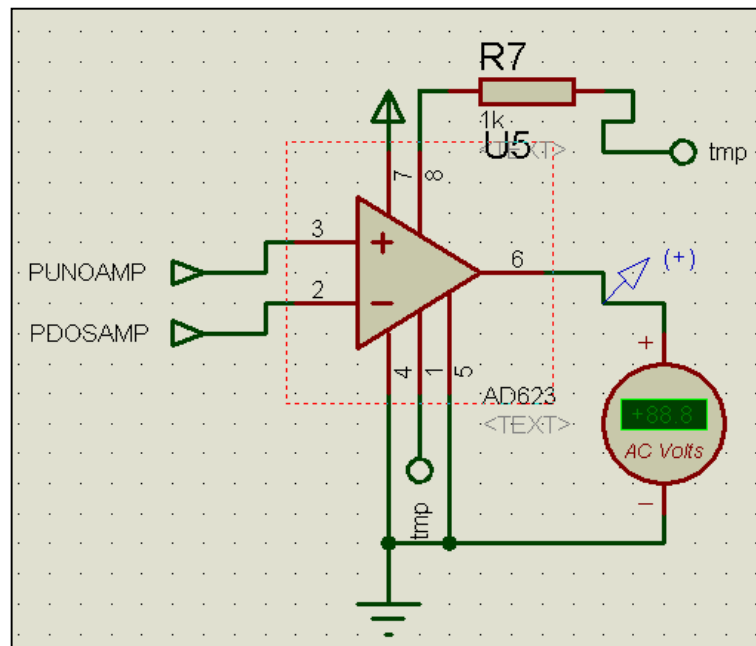 R7
1k
U5
<TEXT>
tmp
7
8
3
+
6
(+)
PUNOAMP
2
−
PDOSAMP
+
4
1
5
AD623
<TEXT>
+88.8
AC Volts
tmp
−